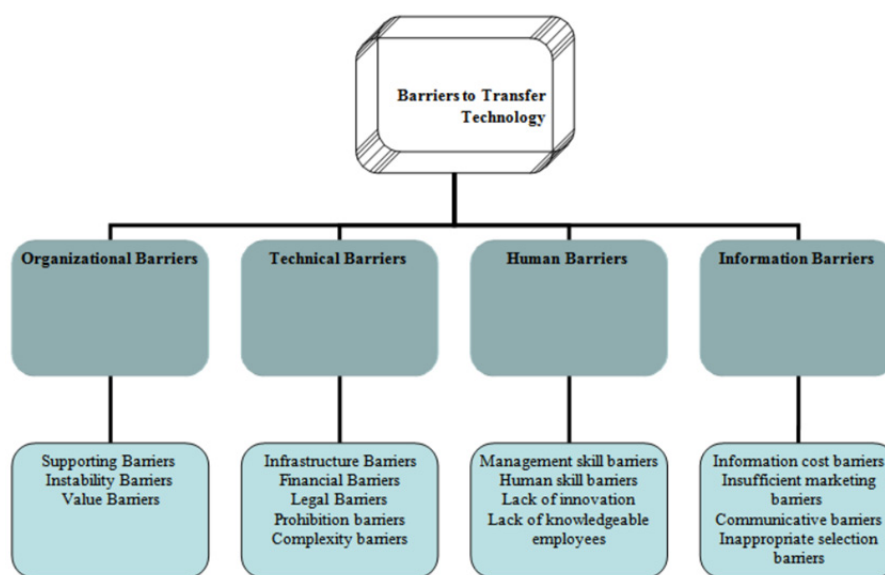 Barriers to Transfer
Technology
Organizational Barriers
Technical Barriers
Human Barriers
Information Barriers
Supporting Barriers
Instability Barriers
Value Barriers
Infrastructure Barriers
Financial Barriers
Legal Barriers
Prohibition barriers
Complexity barriers
Management skill barriers
Human skill barriers
Lack of innovation
Lack of knowledgeable
employees
Information cost barriers
Insufficient marketing
barriers
Communicative barriers
Inappropriate selection
barriers